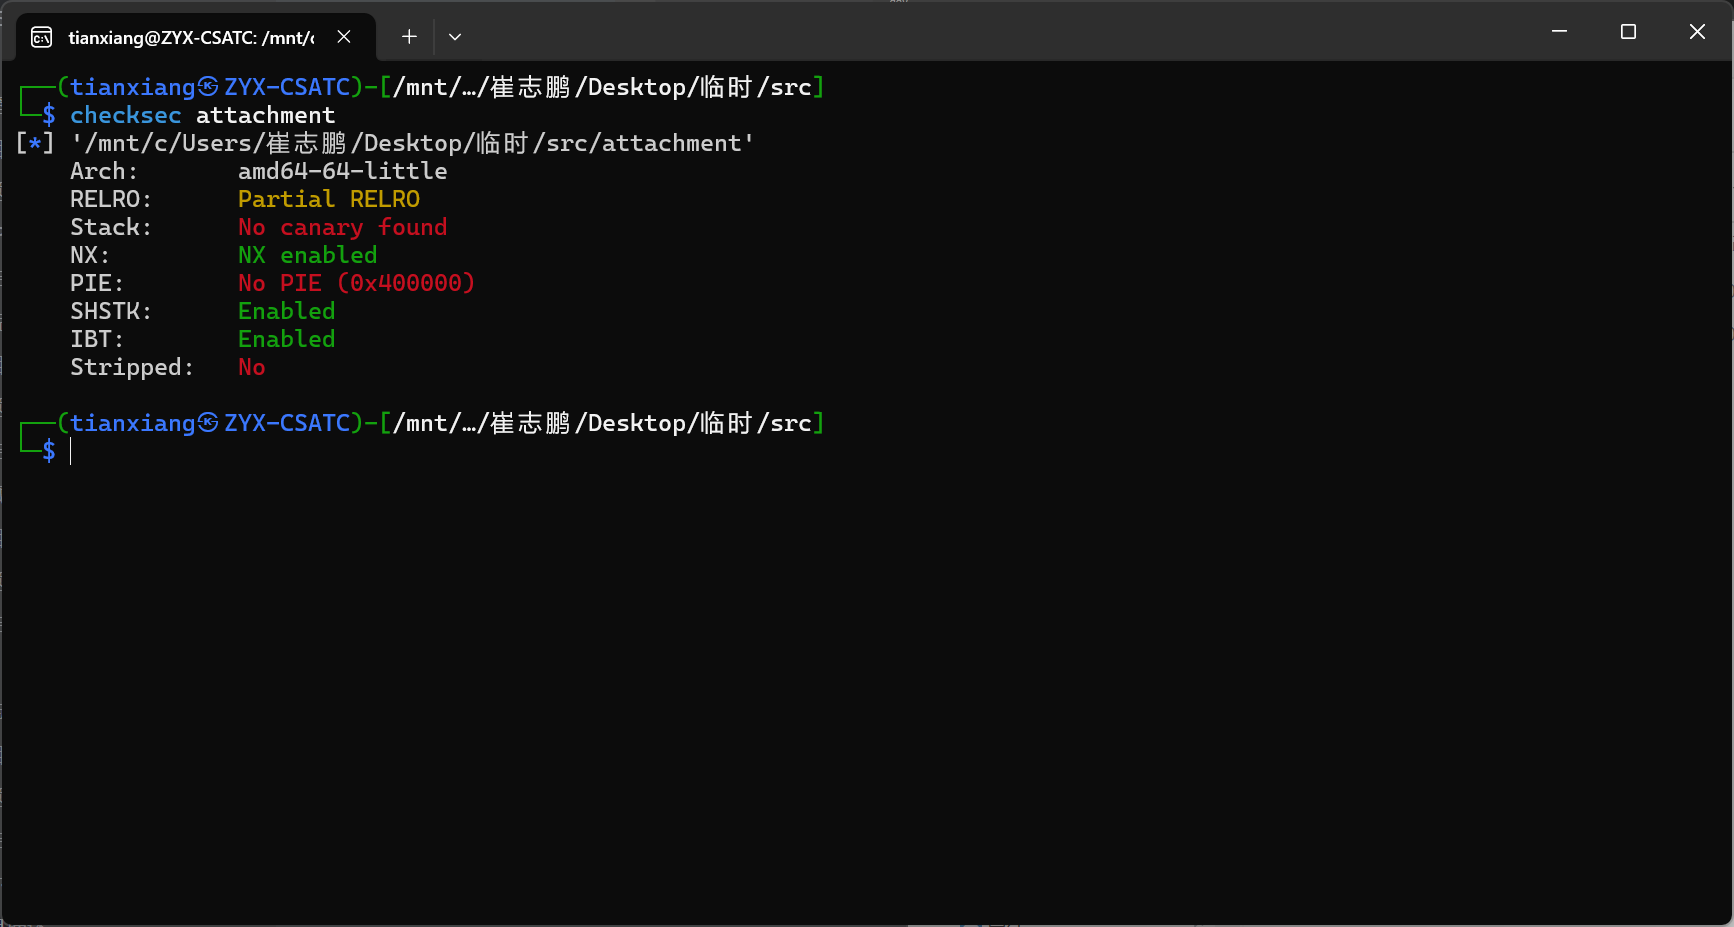 tianxiang@ZYX-CSATC: /mnt/c
(tianxiang㉿ZYX-CSATC)-[/mnt/…/崔志鹏/Desktop/临时/src]
$ checksec attachment
[*] '/mnt/c/Users/崔志鹏/Desktop/临时/src/attachment'
Arch: amd64-64-little
RELRO: Partial RELRO
Stack: No canary found
NX: NX enabled
PIE: No PIE (0x400000)
SHSTK: Enabled
IBT: Enabled
Stripped: No
(tianxiang㉿ZYX-CSATC)-[/mnt/…/崔志鹏/Desktop/临时/src]
$